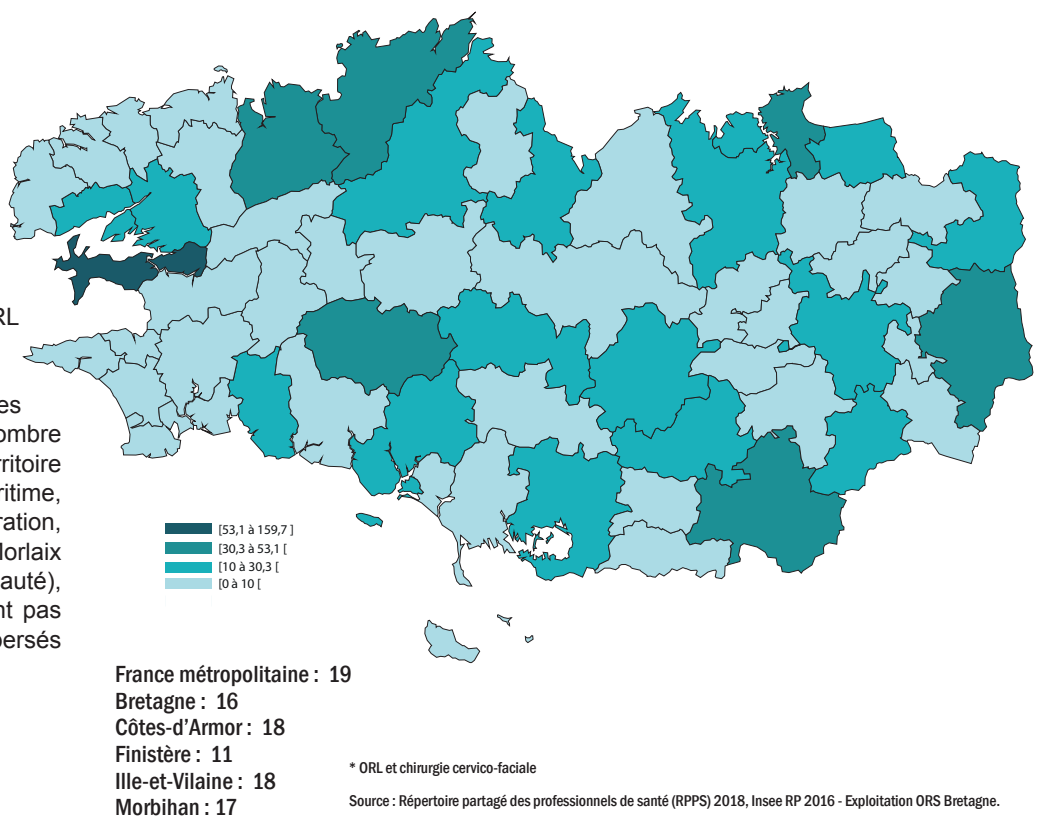 RL
es
ombre
rritoire
ritime,
ration,
Morlaix
auté),
nt pas
persés
[53,1 à 159,7 ]
[30,3 à 53,1 [
[10 à 30,3 [
[0 à 10 [
France métropolitaine : 19
Bretagne : 16
Côtes-d'Armor : 18
Finistère : 11
Ille-et-Vilaine : 18
Morbihan : 17
* ORL et chirurgie cervico-faciale
Source : Répertoire partagé des professionnels de santé (RPPS) 2018, Insee RP 2016 - Exploitation ORS Bretagne.